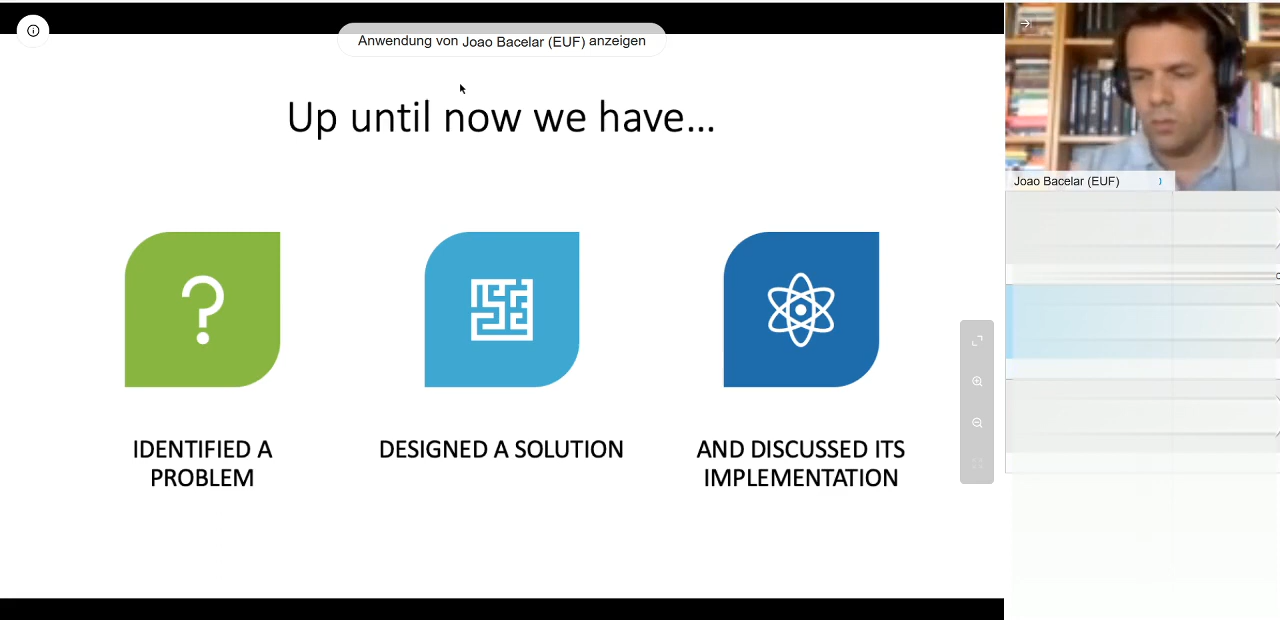 Anwendung von Joao Bacelar (EUF) anzeigen
Up until now we have...
IDENTIFIED A
PROBLEM
DESIGNED A SOLUTION
AND DISCUSSED ITS
IMPLEMENTATION
Joao Bacelar (EUF)